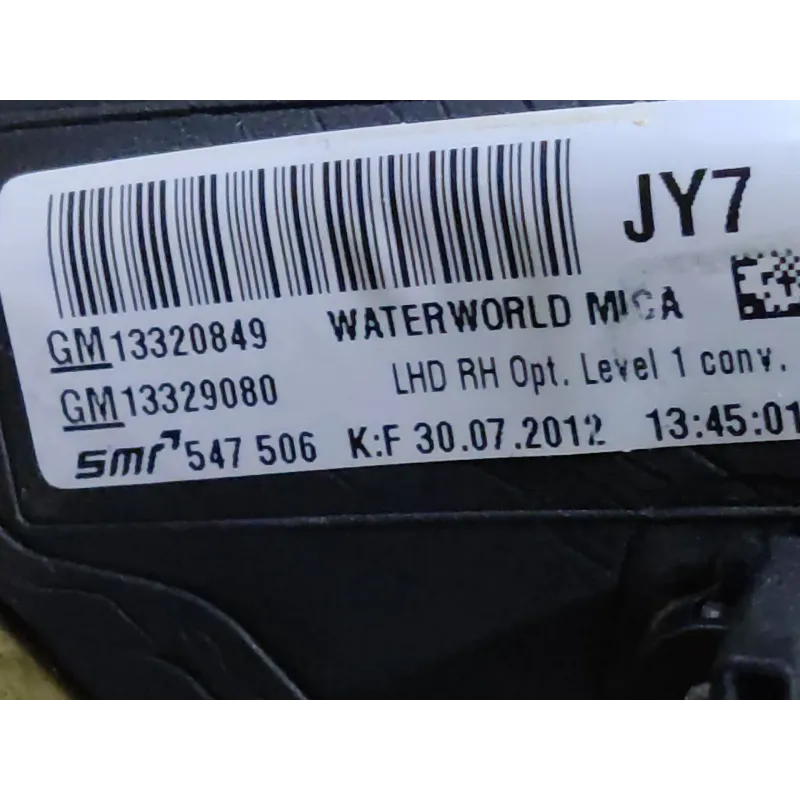 JY7
GM13320849 WATERWORLD MICA
GM13329080 LHD RH Opt. Level 1 conv.
smr 547 506 K:F 30.07.2012 13:45:01